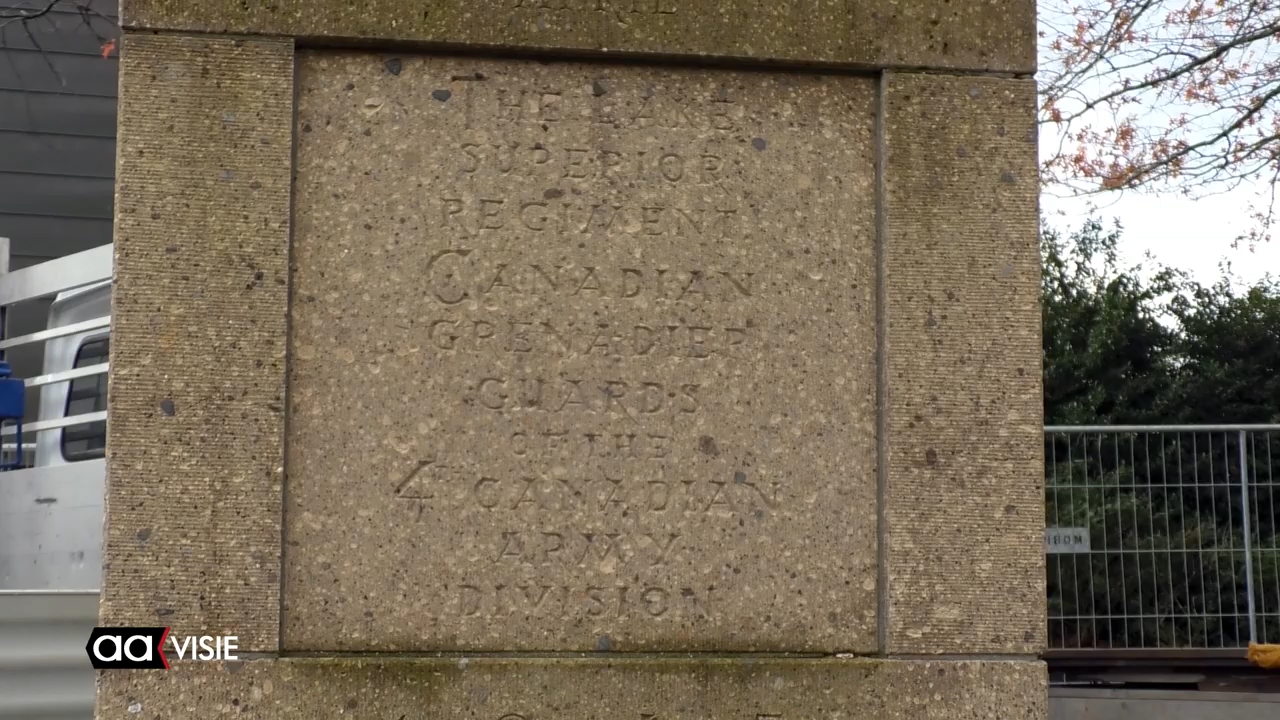 THE LAKE
SUPERIOR
REGIMENT
CANADIAN
GRENADIER
GUARDS
OF THE
4 CANADIAN
ARMY
DIVISION
aa VISIE